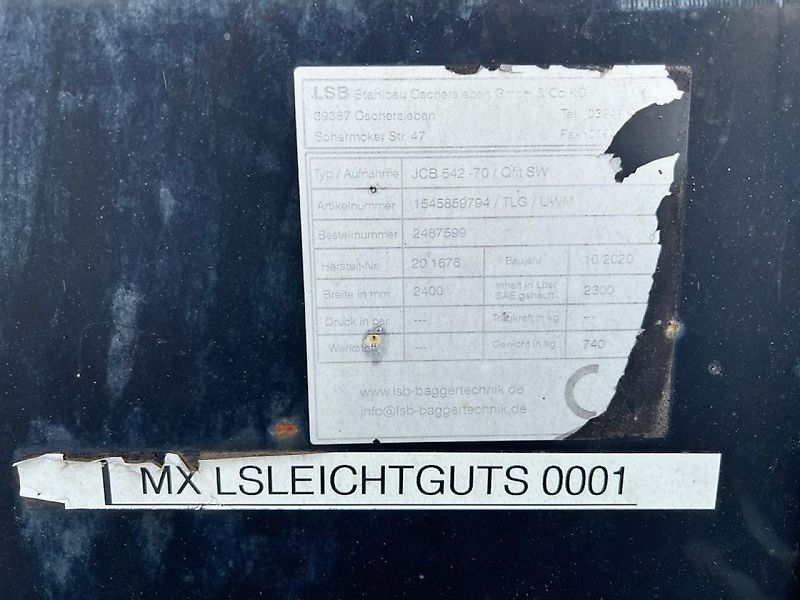 LSB Stahlbau Oschersleben GmbH & Co KG
39387 Oschersleben Tel.
Schermcker Str. 47 Fax
Typ / Aufnahme JCB 542 -70 / Qfit SW
Artikelnummer 1545859794 / TLG / UWM
Bestellnummer 2487599
Herstell-Nr. 20 1676 Baujahr 10/2020
Breite in mm 2400 Inhalt in Liter SAE gehäuft 2300
Druck in bar --- Tragkraft in kg ---
--- Gewicht in kg 740
www.lsb-baggertechnik.de
info@lsb-baggertechnik.de
MX LSLEICHTGUTS 0001